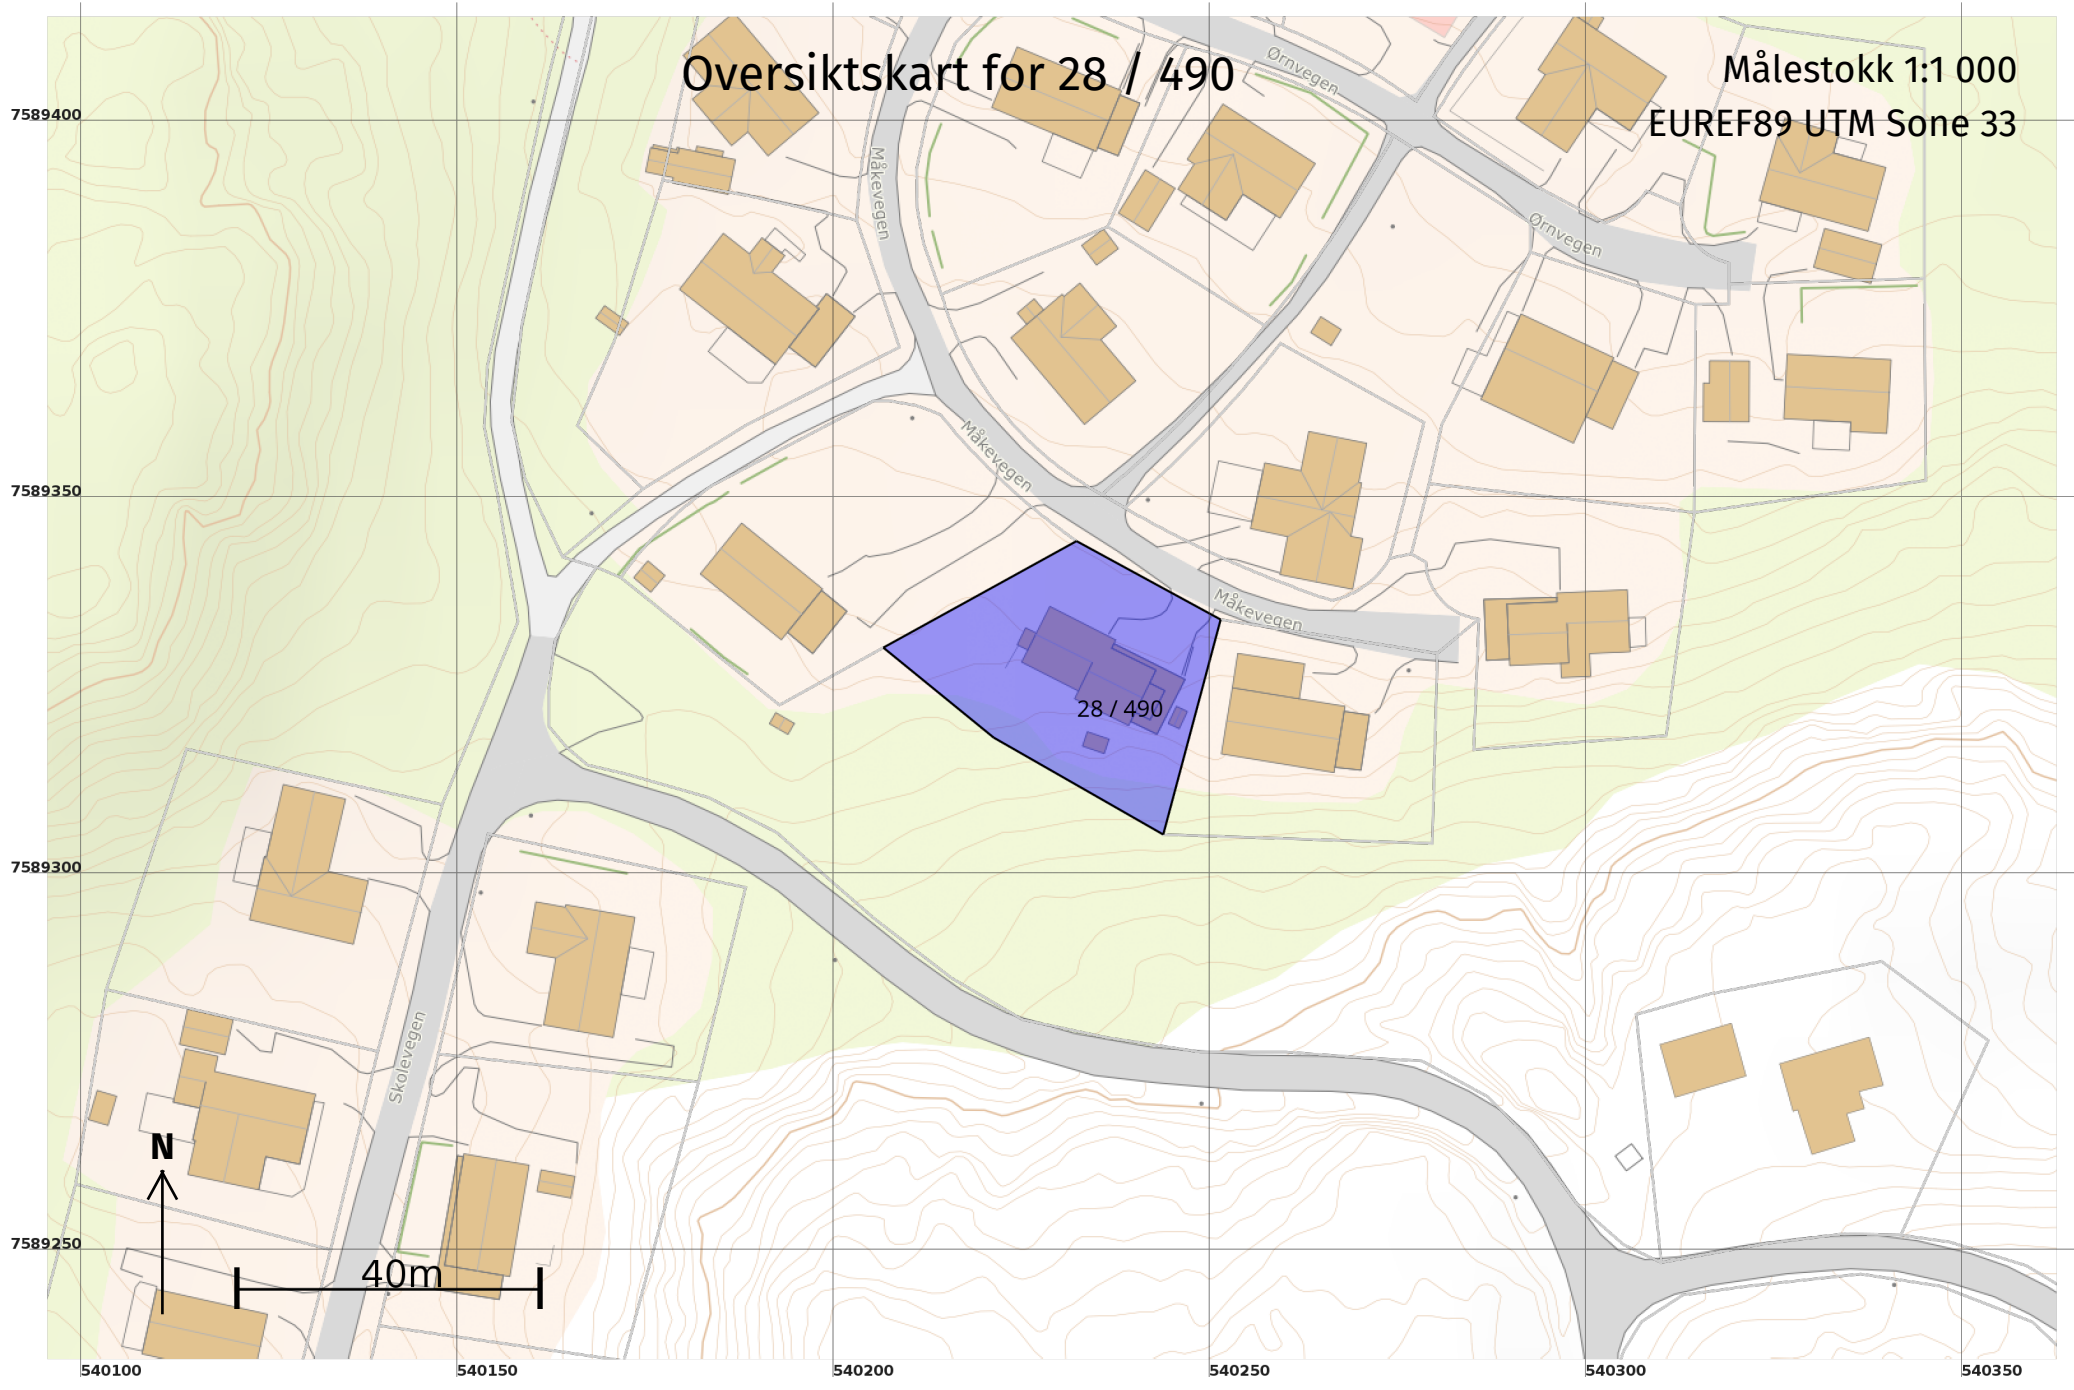 Oversiktskart for 28 / 490
Målestokk 1:1 000
EUREF89 UTM Sone 33
Ørnvegen
7589400
Måkevegen
Ørnvegen
Måkevegen
7589350
Måkevegen
28 / 490
7589300
Skolevegen
N
7589250
40m
540100
540150
540200
540250
540300
540350